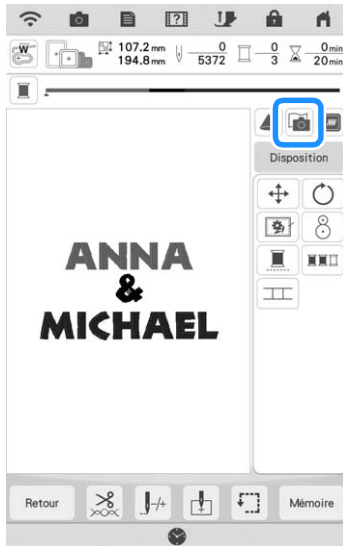 107.2 mm 0 0 0 min
194.8 mm 5372 3 20 min
W
Disposition
ANNA
&
MICHAEL
Retour -/+ Mémoire